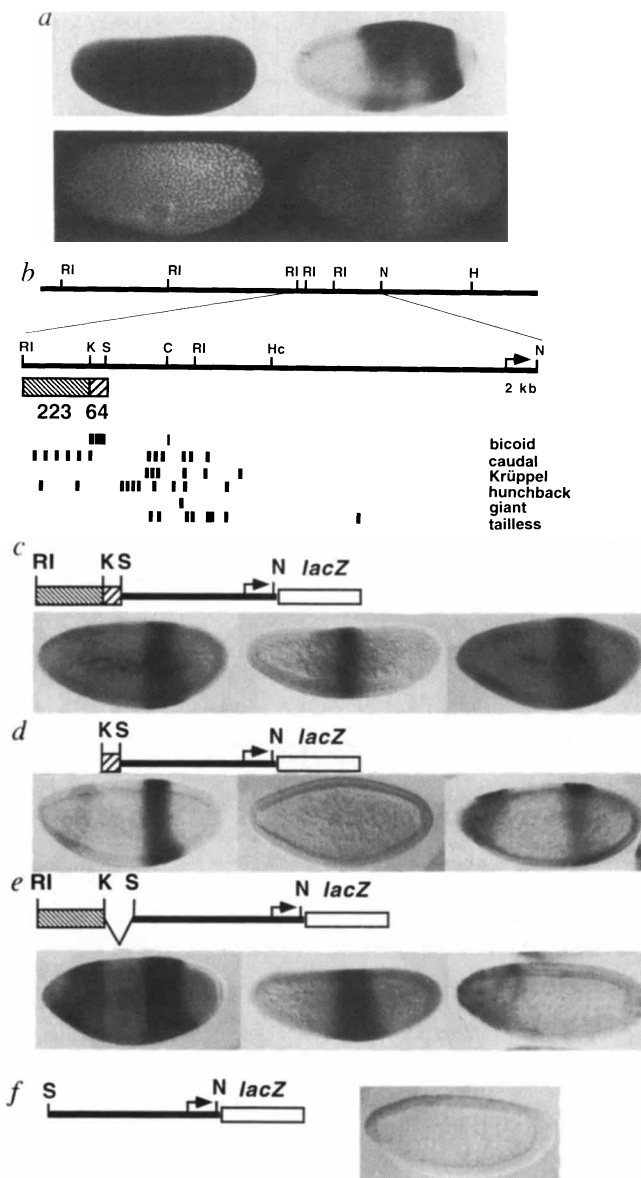 a
b
RI RI RI RI RI N H
RI K S C RI Hc N
2 kb
223 64
bicoid
caudal
Krüppel
hunchback
giant
tailless
c
RI K S N lacZ
d
K S N lacZ
e
RI K S N lacZ
f
S N lacZ